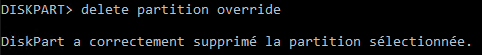 DISKPART> delete partition override
DiskPart a correctement supprimé la partition sélectionnée.